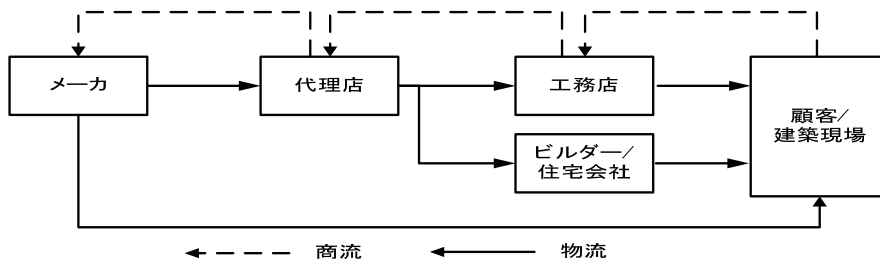 メーカ
代理店
工務店
顧客/
建築現場
ビルダー/
住宅会社
商流
物流